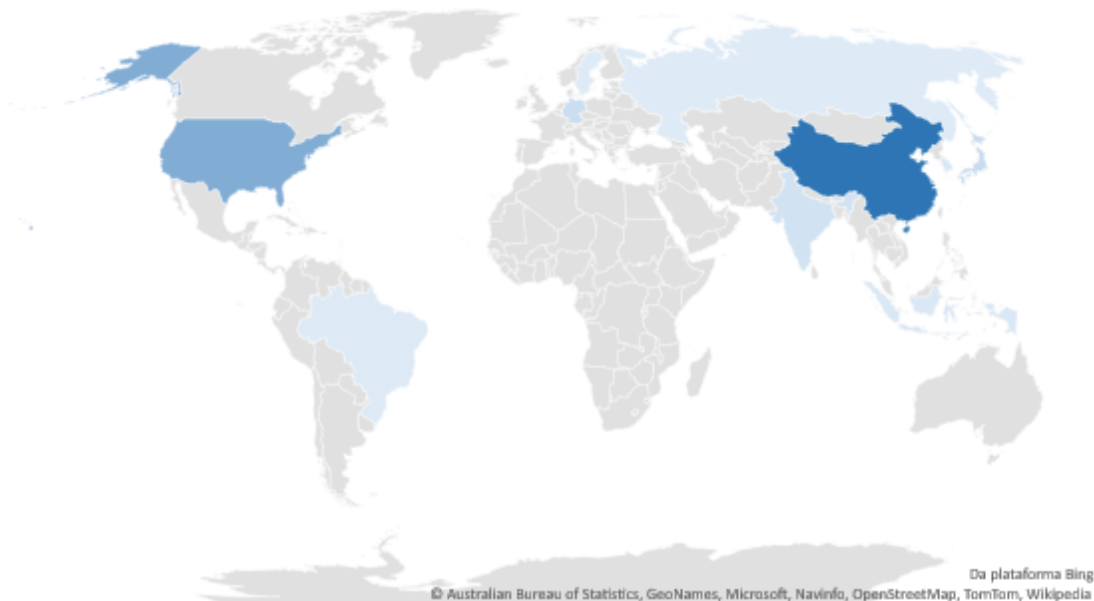 Da plataforma Bing
© Australian Bureau of Statistics, GeoNames, Microsoft, Navinfo, OpenStreetMap, TomTom, Wikipedia